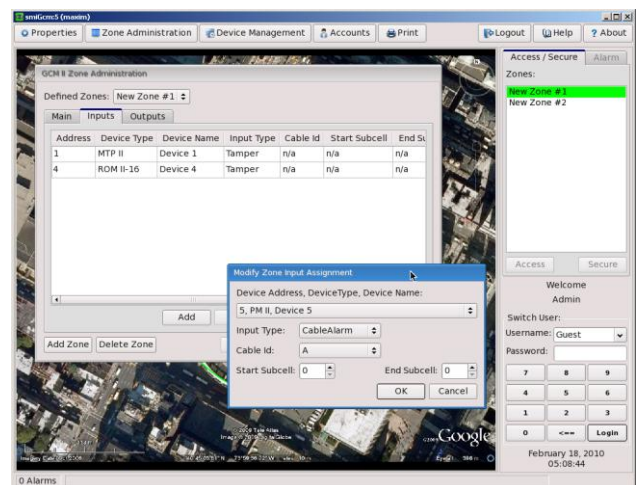 smiGcm:5 (maxim)
Properties Zone Administration Device Management Accounts Print Logout Help ? About
GCM II Zone Administration
Defined Zones: New Zone #1
Main Inputs Outputs
Address Device Type Device Name Input Type Cable Id Start Subcell End Su
1 MTP II Device 1 Tamper n/a n/a n/a
4 ROM II-16 Device 4 Tamper n/a n/a n/a
Add
Add Zone Delete Zone
Modify Zone Input Assignment
Device Address, DeviceType, Device Name:
5, PM II, Device 5
Input Type: CableAlarm
Cable Id: A
Start Subcell: 0 End Subcell: 0
OK Cancel
Google
Access / Secure Alarm
Zones:
New Zone #1
New Zone #2
Access Secure
Welcome
Admin
Switch User:
Username: Guest
Password:
7 8 9
4 5 6
1 2 3
0 <== Login
February 18, 2010
05:08:44
0 Alarms